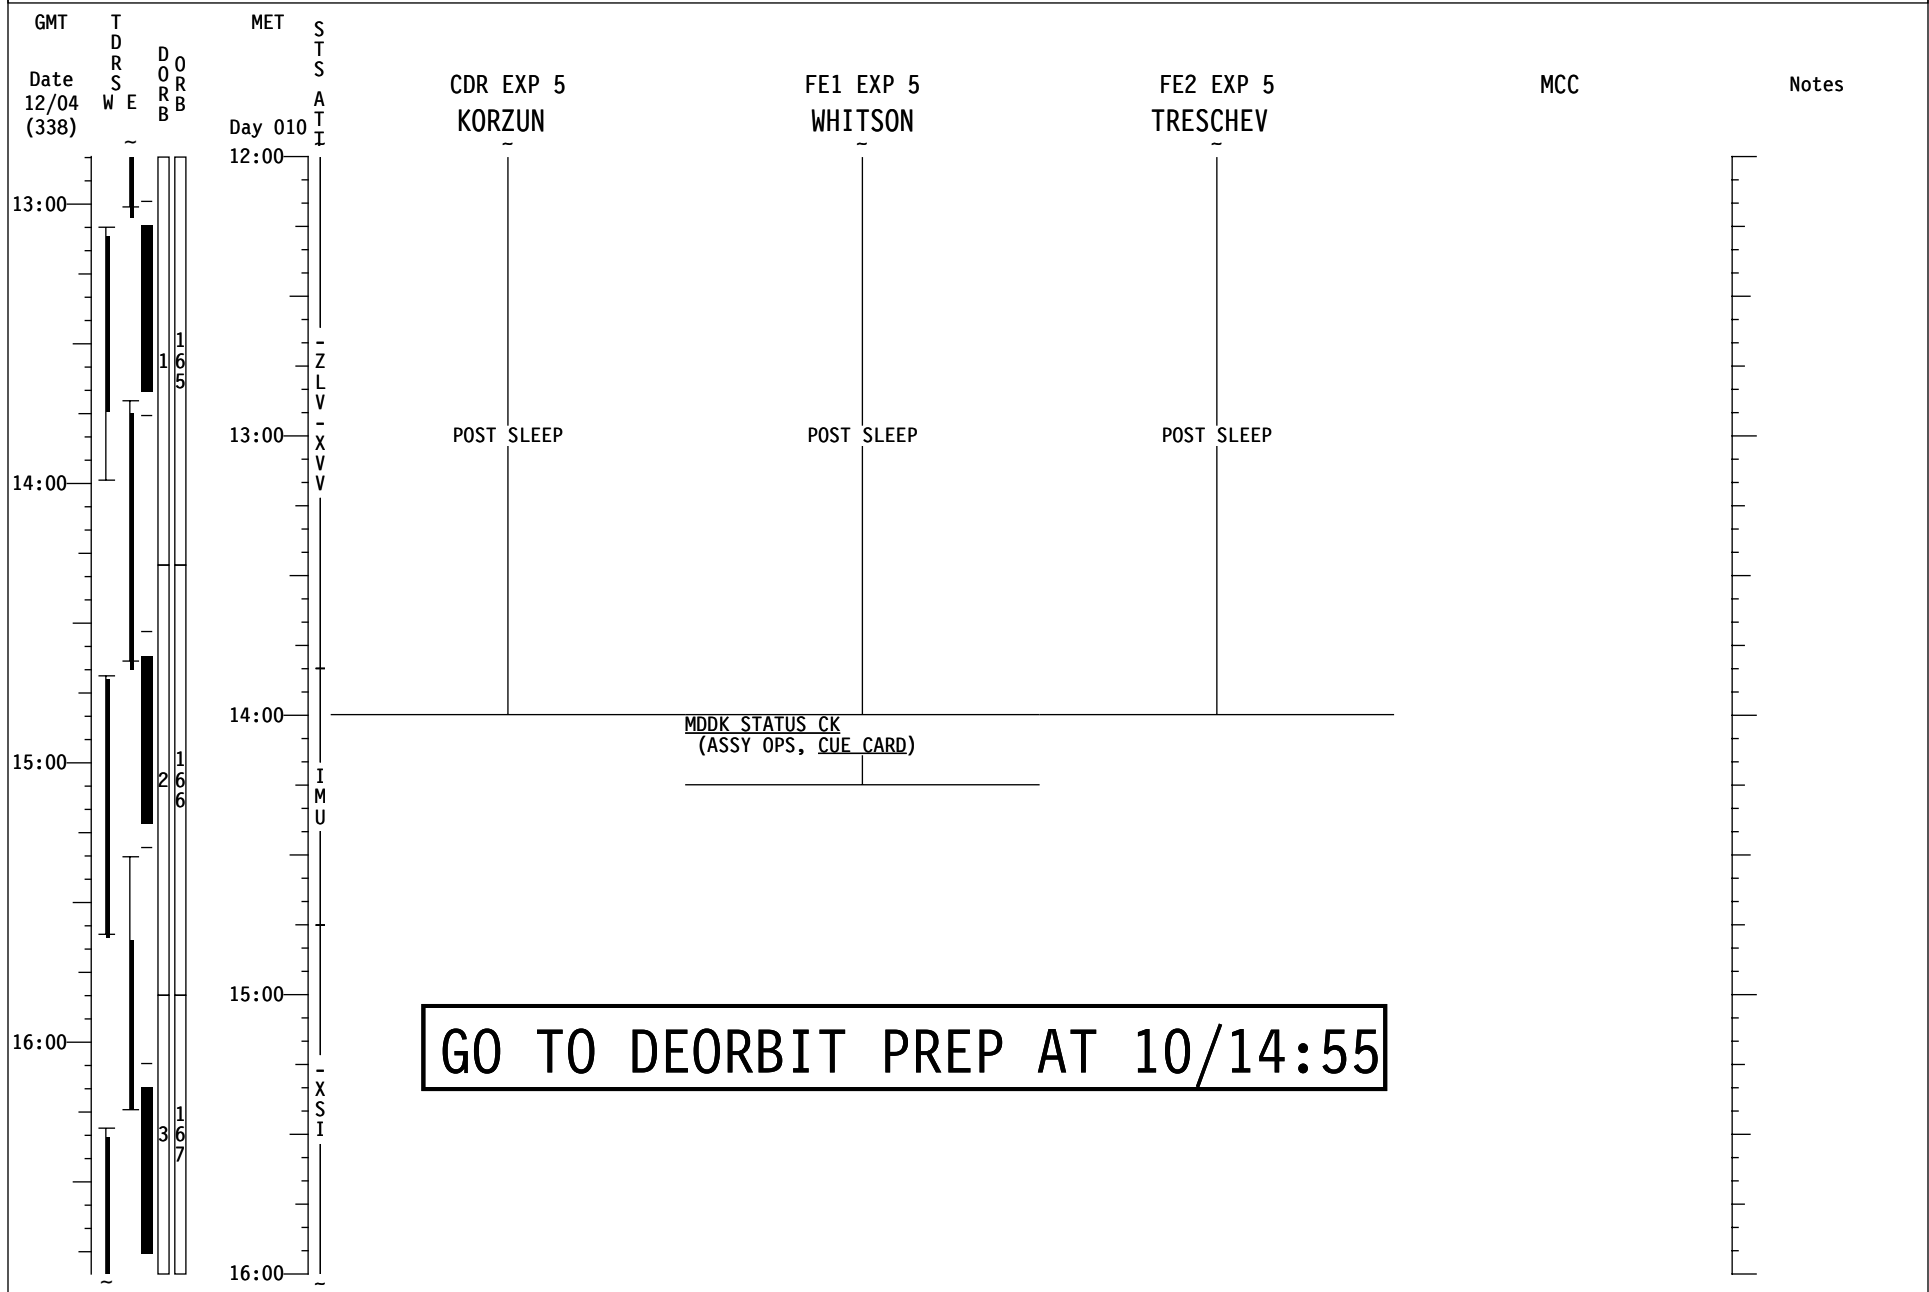 GMT
TDRS
W E
DORB
ORB
MET
STS ATT
Date
12/04
(338)
Day 010
CDR EXP 5
FE1 EXP 5
FE2 EXP 5
MCC
Notes
KORZUN
WHITSON
TRESCHEV
~
~
~
~
12:00
13:00
165
1
-ZLV
-XVV
13:00
POST SLEEP
POST SLEEP
POST SLEEP
14:00
14:00
MDDK STATUS CK
(ASSY OPS, CUE CARD)
15:00
166
2
IMU
15:00
GO TO DEORBIT PREP AT 10/14:55
16:00
-XSI
167
3
16:00
~
~